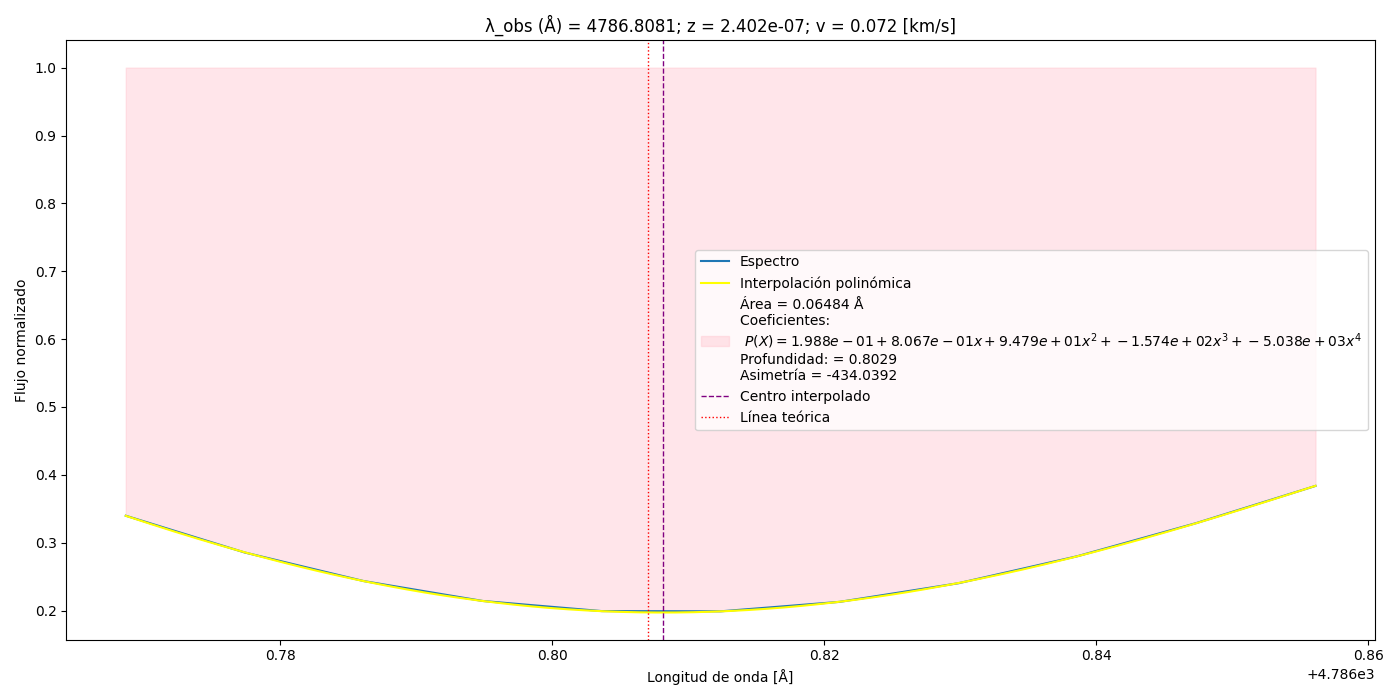 λ_obs (Å) = 4786.8081; z = 2.402e-07; v = 0.072 [km/s]
Flujo normalizado
1.0
0.9
0.8
0.7
0.6
0.5
0.4
0.3
0.2
Espectro
Interpolación polinómica
Área = 0.06484 Å
Coeficientes:
P(X) = 1.988e − 01 + 8.067e − 01x + 9.479e + 01x² + −1.574e + 02x³ + −5.038e + 03x⁴
Profundidad: = 0.8029
Asimetría = -434.0392
Centro interpolado
Línea teórica
0.78 0.80 0.82 0.84 0.86
+4.786e3
Longitud de onda [Å]